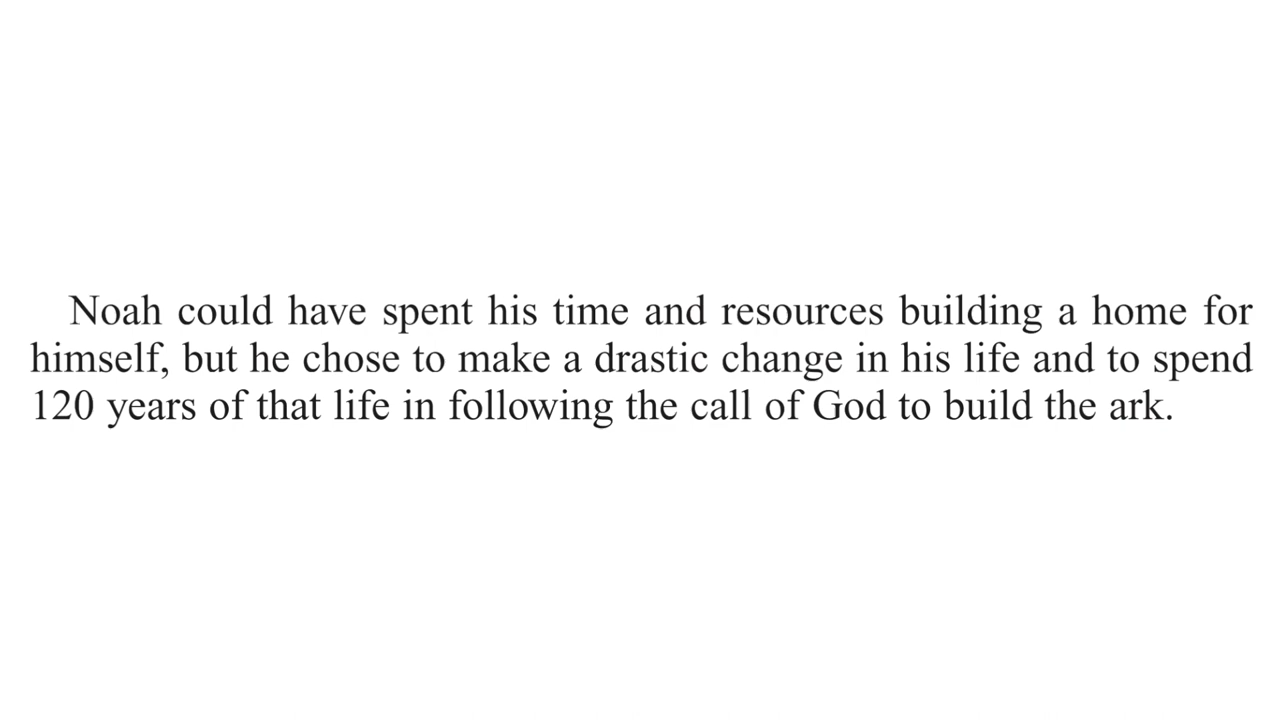 Noah could have spent his time and resources building a home for
himself, but he chose to make a drastic change in his life and to spend
120 years of that life in following the call of God to build the ark.